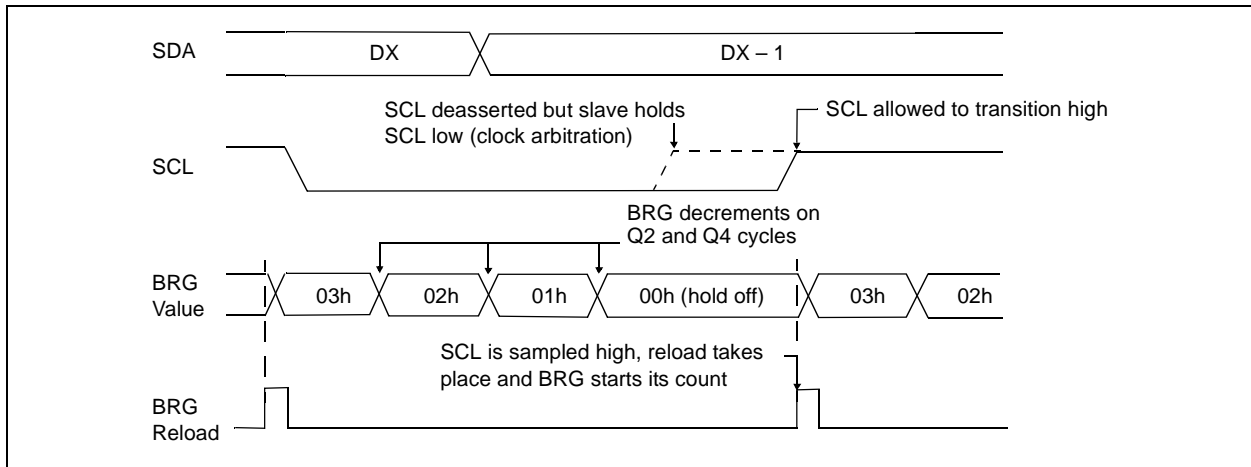 SDA
DX
DX – 1
SCL deasserted but slave holds
SCL low (clock arbitration)
SCL allowed to transition high
SCL
BRG decrements on
Q2 and Q4 cycles
BRG
Value
03h
02h
01h
00h (hold off)
03h
02h
SCL is sampled high, reload takes
place and BRG starts its count
BRG
Reload